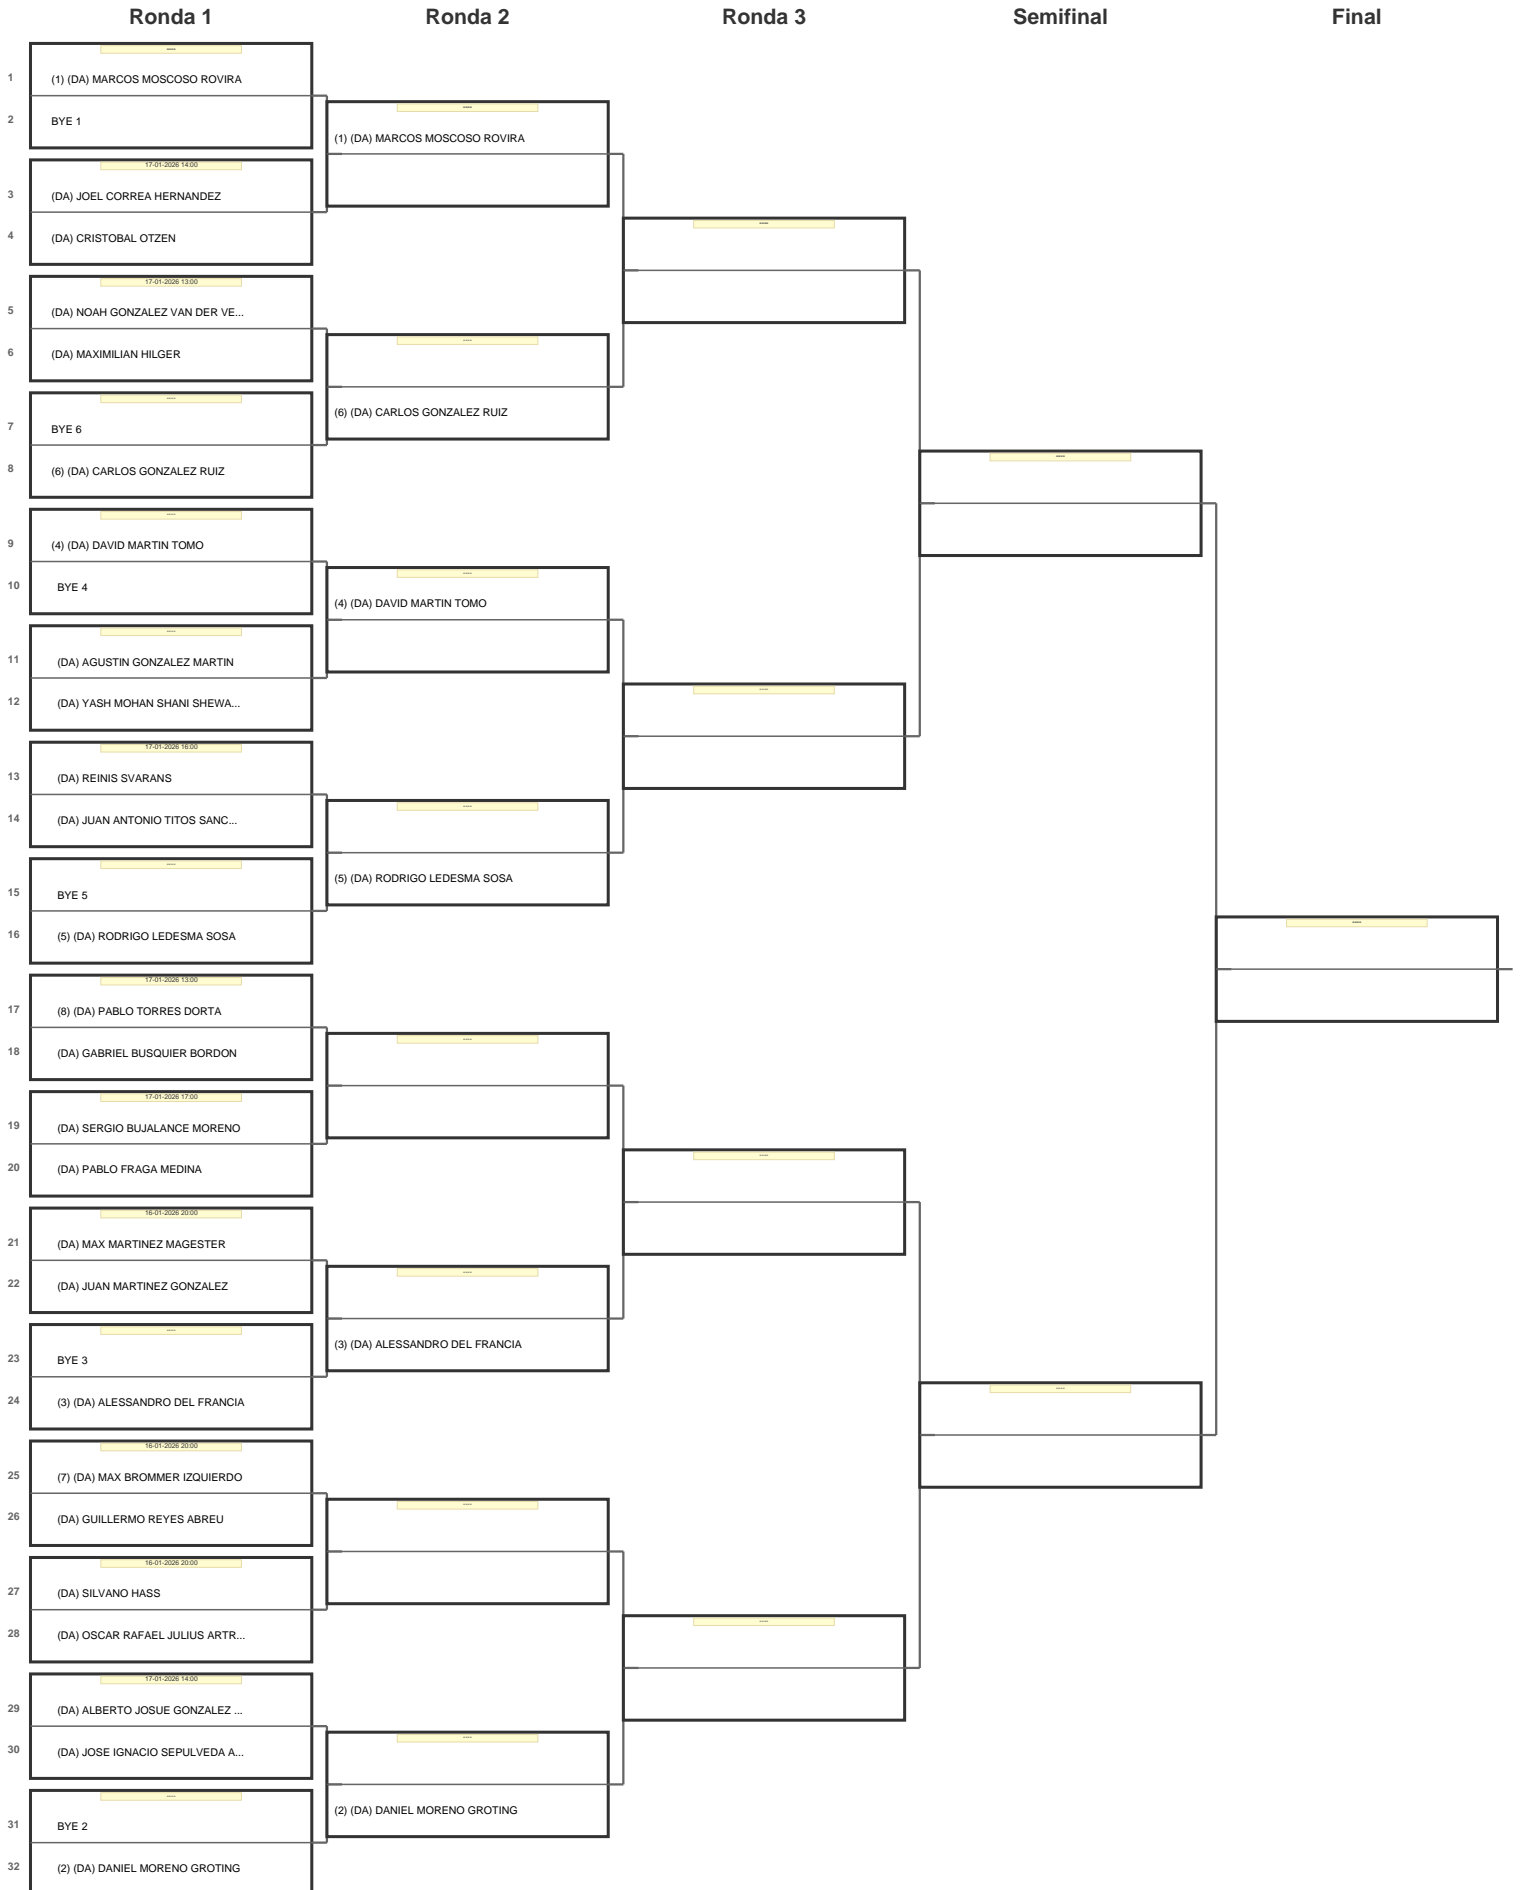 Ronda 1
Ronda 2
Ronda 3
Semifinal
Final
----
1
(1) (DA) MARCOS MOSCOSO ROVIRA
2
BYE 1
17-01-2026 14:00
3
(DA) JOEL CORREA HERNANDEZ
4
(DA) CRISTOBAL OTZEN
17-01-2026 13:00
5
(DA) NOAH GONZALEZ VAN DER VE...
6
(DA) MAXIMILIAN HILGER
----
7
BYE 6
8
(6) (DA) CARLOS GONZALEZ RUIZ
----
9
(4) (DA) DAVID MARTIN TOMO
10
BYE 4
----
11
(DA) AGUSTIN GONZALEZ MARTIN
12
(DA) YASH MOHAN SHANI SHEWA...
17-01-2026 16:00
13
(DA) REINIS SVARANS
14
(DA) JUAN ANTONIO TITOS SANC...
----
15
BYE 5
16
(5) (DA) RODRIGO LEDESMA SOSA
17-01-2026 13:00
17
(8) (DA) PABLO TORRES DORTA
18
(DA) GABRIEL BUSQUIER BORDON
17-01-2026 17:00
19
(DA) SERGIO BUJALANCE MORENO
20
(DA) PABLO FRAGA MEDINA
16-01-2026 20:00
21
(DA) MAX MARTINEZ MAGESTER
22
(DA) JUAN MARTINEZ GONZALEZ
----
23
BYE 3
24
(3) (DA) ALESSANDRO DEL FRANCIA
16-01-2026 20:00
25
(7) (DA) MAX BROMMER IZQUIERDO
26
(DA) GUILLERMO REYES ABREU
16-01-2026 20:00
27
(DA) SILVANO HASS
28
(DA) OSCAR RAFAEL JULIUS ARTR...
17-01-2026 14:00
29
(DA) ALBERTO JOSUE GONZALEZ ...
30
(DA) JOSE IGNACIO SEPULVEDA A...
----
31
BYE 2
32
(2) (DA) DANIEL MORENO GROTING
----
(1) (DA) MARCOS MOSCOSO ROVIRA
----
(6) (DA) CARLOS GONZALEZ RUIZ
----
(4) (DA) DAVID MARTIN TOMO
----
(5) (DA) RODRIGO LEDESMA SOSA
----
----
(3) (DA) ALESSANDRO DEL FRANCIA
----
----
(2) (DA) DANIEL MORENO GROTING
----
----
----
----
----
----
----